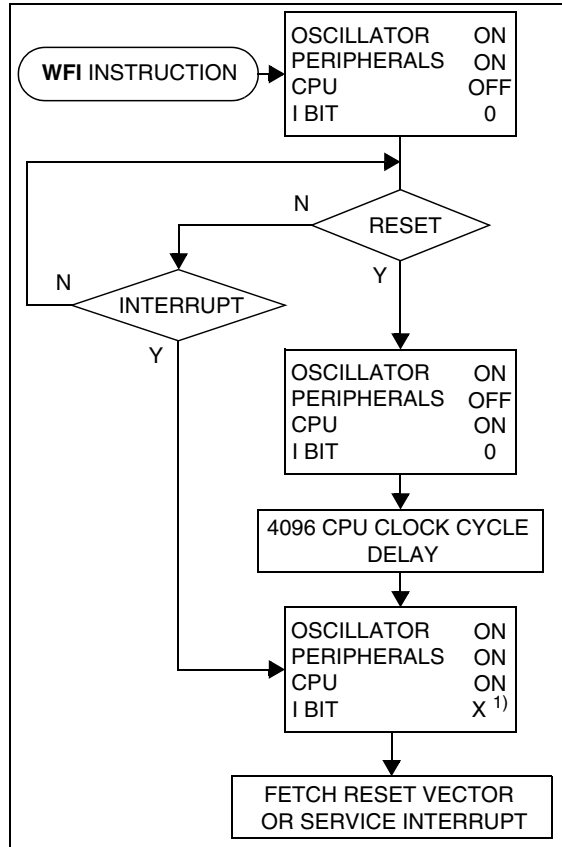 WFI INSTRUCTION
OSCILLATOR ON
PERIPHERALS ON
CPU OFF
I BIT 0
N
RESET
Y
N
INTERRUPT
Y
OSCILLATOR ON
PERIPHERALS OFF
CPU ON
I BIT 0
4096 CPU CLOCK CYCLE
DELAY
OSCILLATOR ON
PERIPHERALS ON
CPU ON
I BIT X 1)
FETCH RESET VECTOR
OR SERVICE INTERRUPT